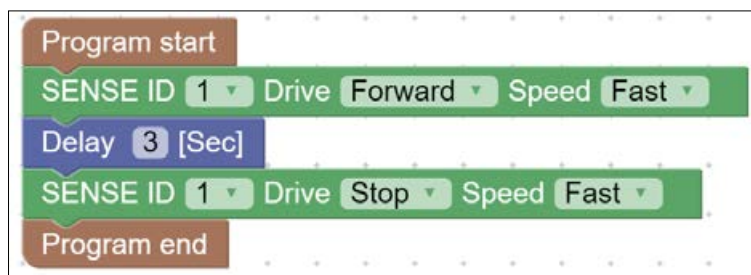 Program start
SENSE ID 1 Drive Forward Speed Fast
Delay 3 [Sec]
SENSE ID 1 Drive Stop Speed Fast
Program end